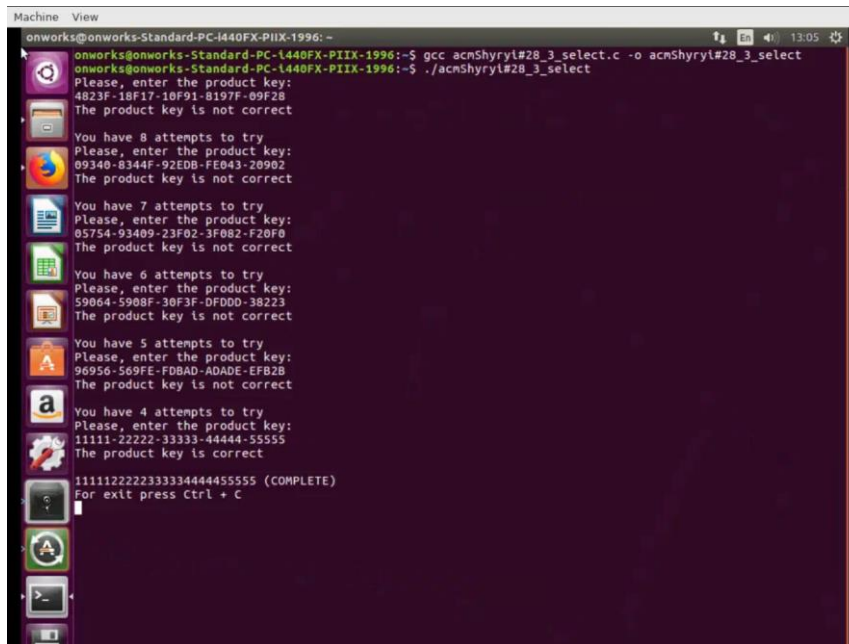 Machine View
onworks@onworks-Standard-PC-i440FX-PIIX-1996: ~
En
13:05
onworks@onworks-Standard-PC-i440FX-PIIX-1996:~$ gcc acmShyryi#28_3_select.c -o acmShyryi#28_3_select
onworks@onworks-Standard-PC-i440FX-PIIX-1996:~$ ./acmShyryi#28_3_select
Please, enter the product key:
4823F-18F17-10F91-8197F-09F28
The product key is not correct
You have 8 attempts to try
Please, enter the product key:
09340-8344F-92EDB-FE043-20902
The product key is not correct
You have 7 attempts to try
Please, enter the product key:
05754-93409-23F02-3F082-F20F0
The product key is not correct
You have 6 attempts to try
Please, enter the product key:
59064-5908F-30F3F-DFDDD-38223
The product key is not correct
You have 5 attempts to try
Please, enter the product key:
96956-569FE-FDBAD-ADADE-EFB2B
The product key is not correct
You have 4 attempts to try
Please, enter the product key:
11111-22222-33333-44444-55555
The product key is correct
1111122222333334444455555 (COMPLETE)
For exit press Ctrl + C